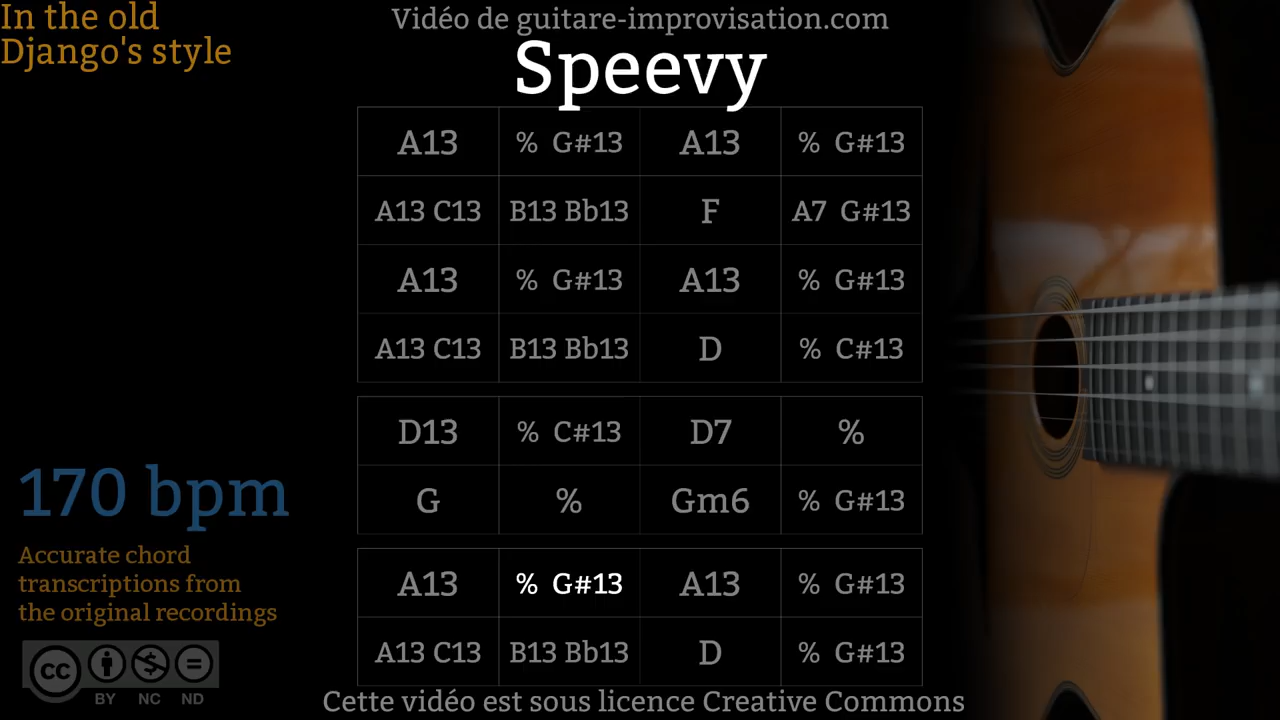 In the old
Django's style
Vidéo de guitare-improvisation.com
Speevy
A13 % G#13 A13 % G#13
A13 C13 B13 Bb13 F A7 G#13
A13 % G#13 A13 % G#13
A13 C13 B13 Bb13 D % C#13
D13 % C#13 D7 %
G % Gm6 % G#13
A13 % G#13 A13 % G#13
A13 C13 B13 Bb13 D % G#13
170 bpm
Accurate chord
transcriptions from
the original recordings
cc
BY NC ND
Cette vidéo est sous licence Creative Commons